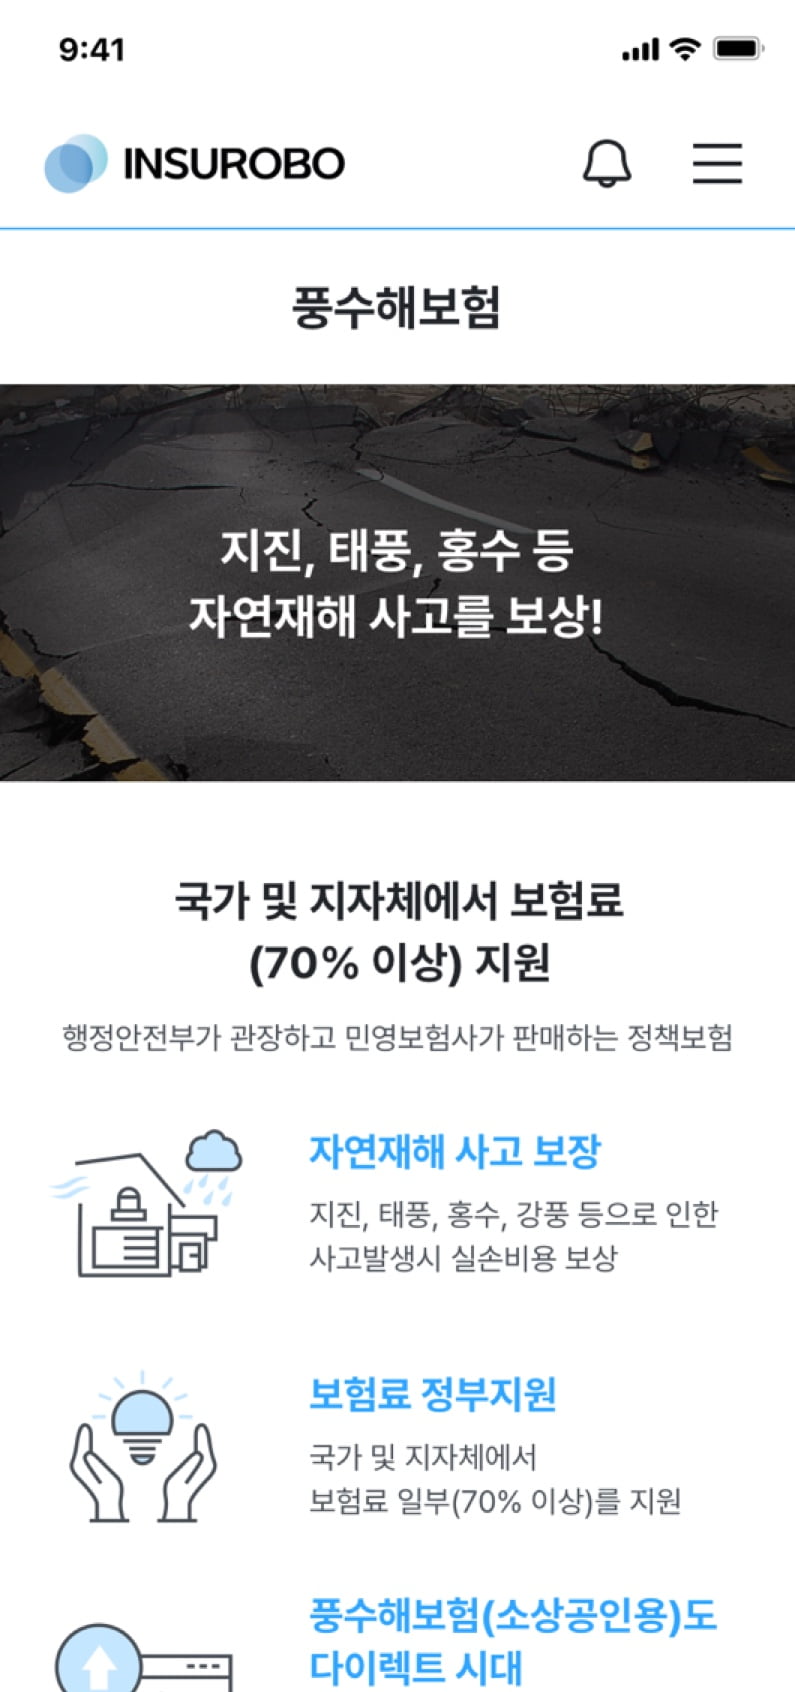 9:41
INSUROBO
풍수해보험
지진, 태풍, 홍수 등
자연재해 사고를 보상!
국가 및 지자체에서 보험료
(70% 이상) 지원
행정안전부가 관장하고 민영보험사가 판매하는 정책보험
자연재해 사고 보장
지진, 태풍, 홍수, 강풍 등으로 인한
사고발생시 실손비용 보상
보험료 정부지원
국가 및 지자체에서
보험료 일부(70% 이상)를 지원
풍수해보험(소상공인용)도
다이렉트 시대